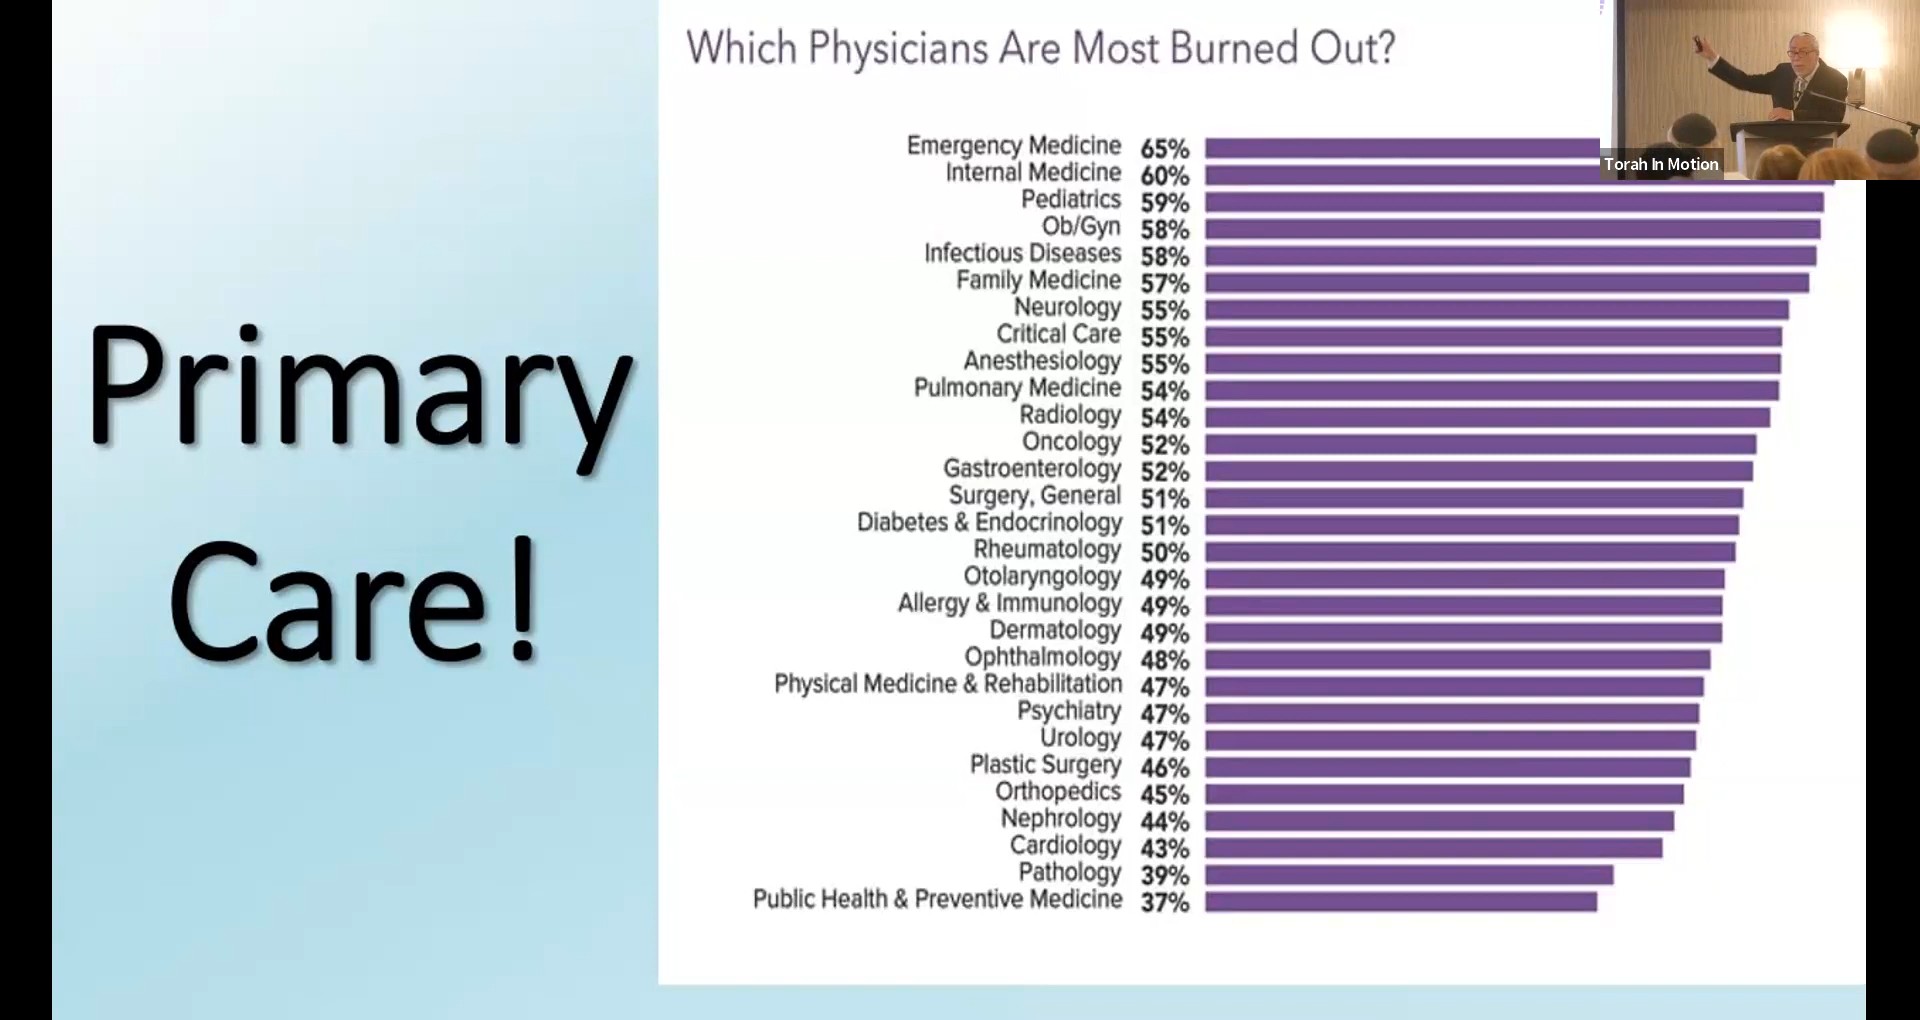 Primary
Care!
Which Physicians Are Most Burned Out?
Emergency Medicine 65%
Internal Medicine 60%
Pediatrics 59%
Ob/Gyn 58%
Infectious Diseases 58%
Family Medicine 57%
Neurology 55%
Critical Care 55%
Anesthesiology 55%
Pulmonary Medicine 54%
Radiology 54%
Oncology 52%
Gastroenterology 52%
Surgery, General 51%
Diabetes & Endocrinology 51%
Rheumatology 50%
Otolaryngology 49%
Allergy & Immunology 49%
Dermatology 49%
Ophthalmology 48%
Physical Medicine & Rehabilitation 47%
Psychiatry 47%
Urology 47%
Plastic Surgery 46%
Orthopedics 45%
Nephrology 44%
Cardiology 43%
Pathology 39%
Public Health & Preventive Medicine 37%
Torah In Motion